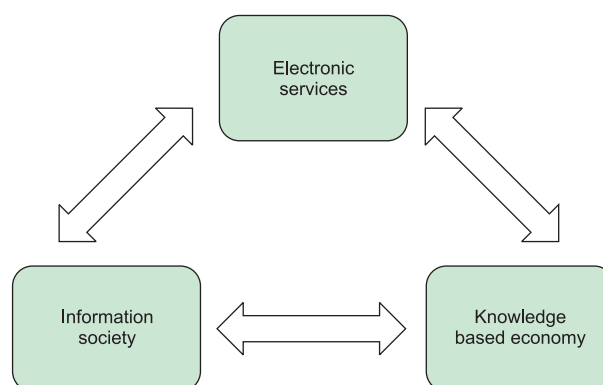 Electronic
services
Information
society
Knowledge
based economy